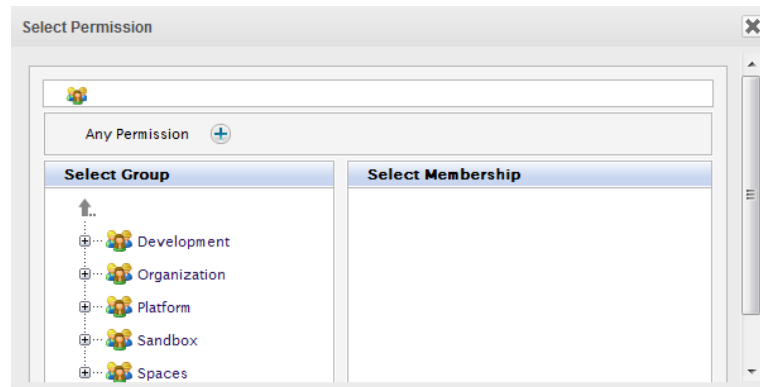 Select Permission
Any Permission
Select Group
Select Membership
..
Development
Organization
Platform
Sandbox
Spaces